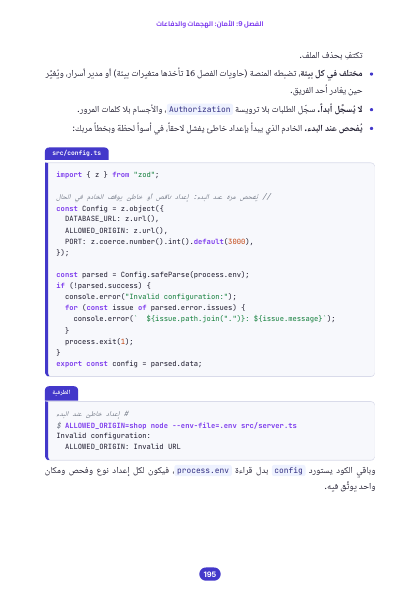 الفصل 9: الأمان: الهجمات والدفاعات
تكتفِ بحذف الملف.
• مختلف في كل بيئة، تضبطه المنصة (حاويات الفصل 16 تأخذها متغيرات بيئة) أو مدير أسرار، ويُغيَّر
حين يغادر أحد الفريق.
• لا يُسجَّل أبداً. سجّل الطلبات بلا ترويسة Authorization، والأجسام بلا كلمات المرور.
• يُفحص عند البدء. الخادم الذي يبدأ بإعداد خاطئ يفشل لاحقاً، في أسوأ لحظة وبخطأ مربك:
src/config.ts
import { z } from "zod";
// يُفحص مرة عند البدء: إعداد ناقص أو خاطئ يوقف الخادم في الحال
const Config = z.object({
  DATABASE_URL: z.url(),
  ALLOWED_ORIGIN: z.url(),
  PORT: z.coerce.number().int().default(3000),
});
const parsed = Config.safeParse(process.env);
if (!parsed.success) {
  console.error("Invalid configuration:");
  for (const issue of parsed.error.issues) {
    console.error(`  ${issue.path.join(".")}: ${issue.message}`);
  }
  process.exit(1);
}
export const config = parsed.data;
الطرفية
# إعداد خاطئ عند البدء
$ ALLOWED_ORIGIN=shop node --env-file=.env src/server.ts
Invalid configuration:
  ALLOWED_ORIGIN: Invalid URL
وباقي الكود يستورد config بدل قراءة process.env، فيكون لكل إعداد نوع وفحص ومكان
واحد يوثَّق فيه.
195